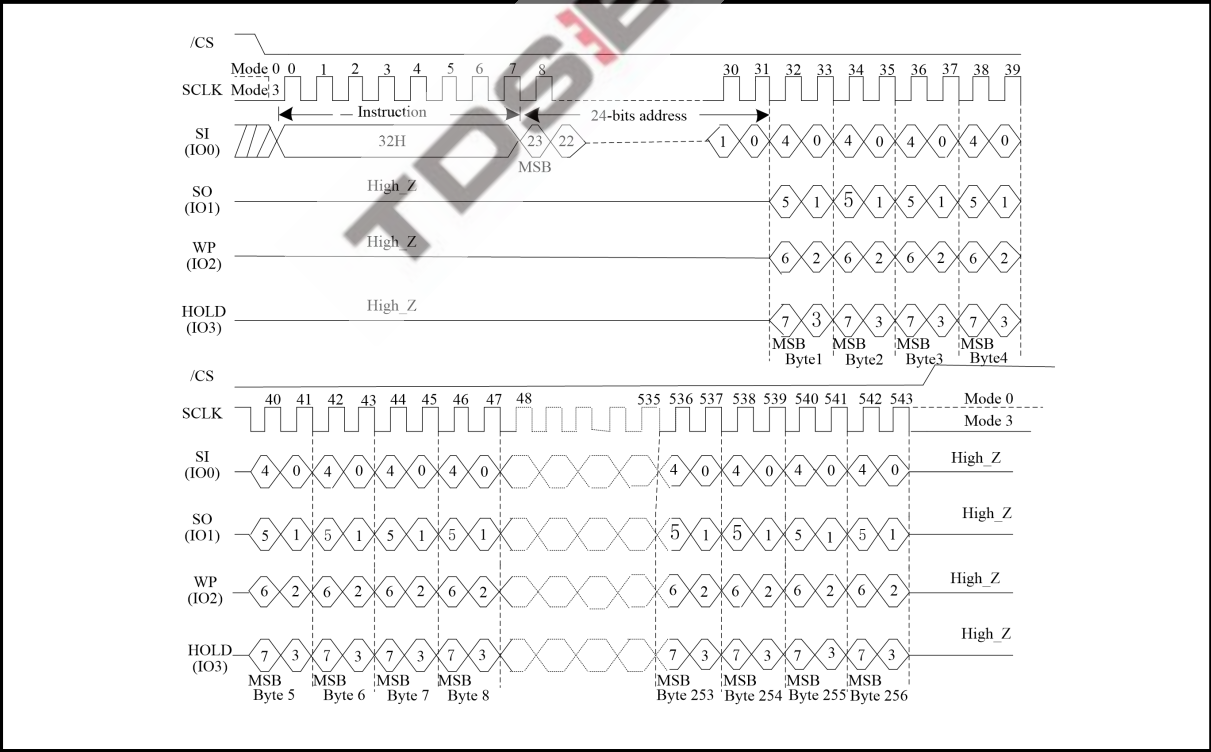 /CS
Mode 0 0 1 2 3 4 5 6 7 8 30 31 32 33 34 35 36 37 38 39
SCLK Mode 3
Instruction 24-bits address
SI
(IO0)
32H 23 22 1 0 4 0 4 0 4 0 4 0
MSB
SO
(IO1)
High_Z 5 1 5 1 5 1 5 1
WP
(IO2)
High_Z 6 2 6 2 6 2 6 2
HOLD
(IO3)
High_Z 7 3 7 3 7 3 7 3
MSB MSB MSB MSB
Byte1 Byte2 Byte3 Byte4
/CS
40 41 42 43 44 45 46 47 48 535 536 537 538 539 540 541 542 543 Mode 0
SCLK Mode 3
SI
(IO0)
4 0 4 0 4 0 4 0 4 0 4 0 4 0 4 0 High_Z
SO
(IO1)
5 1 5 1 5 1 5 1 5 1 5 1 5 1 5 1 High_Z
WP
(IO2)
6 2 6 2 6 2 6 2 6 2 6 2 6 2 6 2 High_Z
HOLD
(IO3)
7 3 7 3 7 3 7 3 7 3 7 3 7 3 7 3 High_Z
MSB MSB MSB MSB MSB MSB MSB MSB
Byte 5 Byte 6 Byte 7 Byte 8 Byte 253 Byte 254 Byte 255 Byte 256